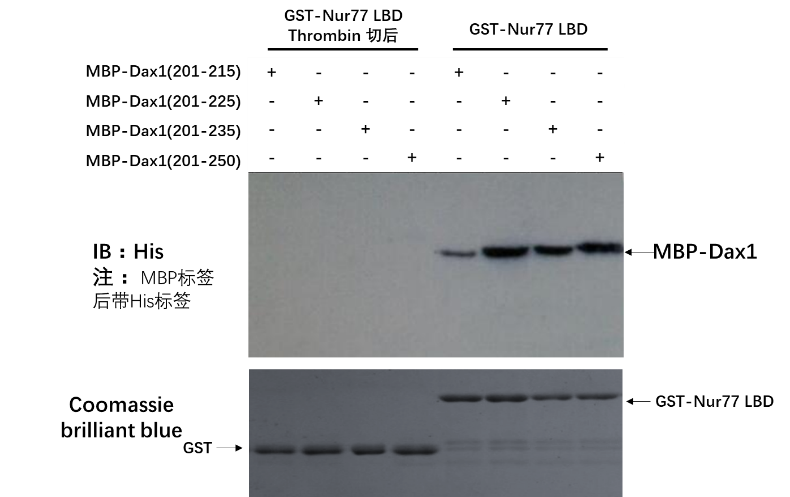 GST-Nur77 LBD
Thrombin 切后
GST-Nur77 LBD
MBP-Dax1(201-215) + - - - + - - -
MBP-Dax1(201-225) - + - - - + - -
MBP-Dax1(201-235) - - + - - - + -
MBP-Dax1(201-250) - - - + - - - +
IB：His
注： MBP标签
后带His标签
MBP-Dax1
Coomassie
brilliant blue
GST
GST-Nur77 LBD